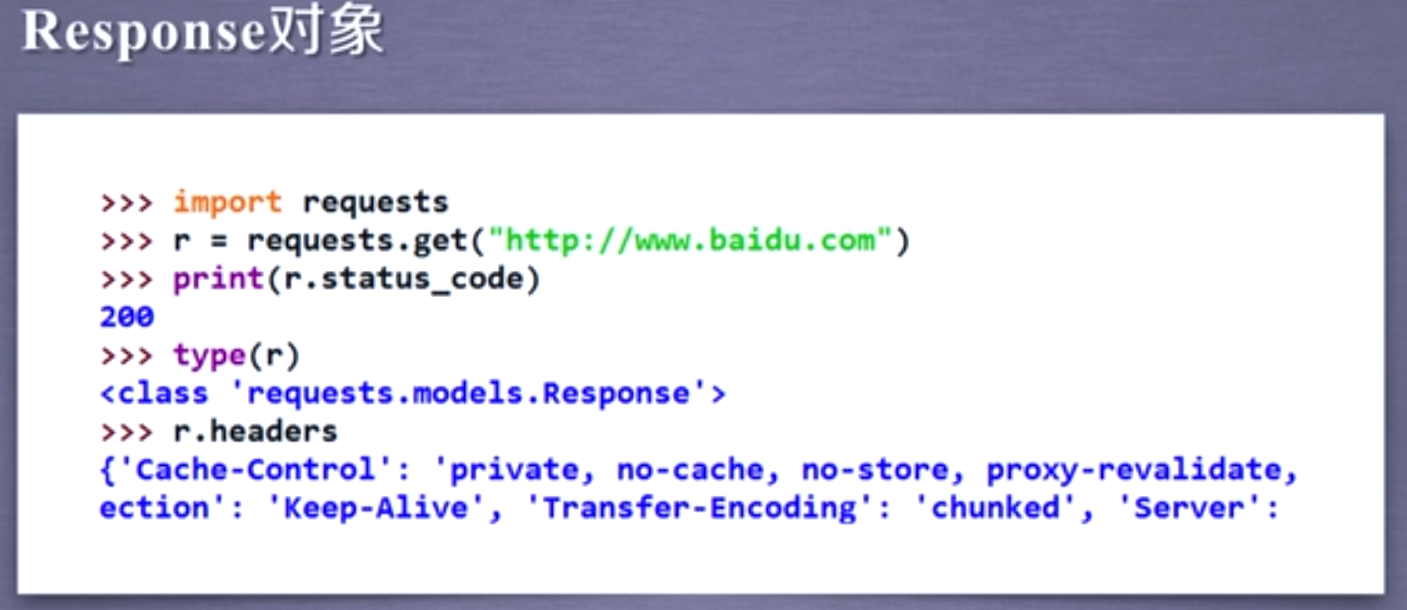 Response对象
>>> import requests
>>> r = requests.get("http://www.baidu.com")
>>> print(r.status_code)
200
>>> type(r)
<class 'requests.models.Response'>
>>> r.headers
{'Cache-Control': 'private, no-cache, no-store, proxy-revalidate,
ection': 'Keep-Alive', 'Transfer-Encoding': 'chunked', 'Server':